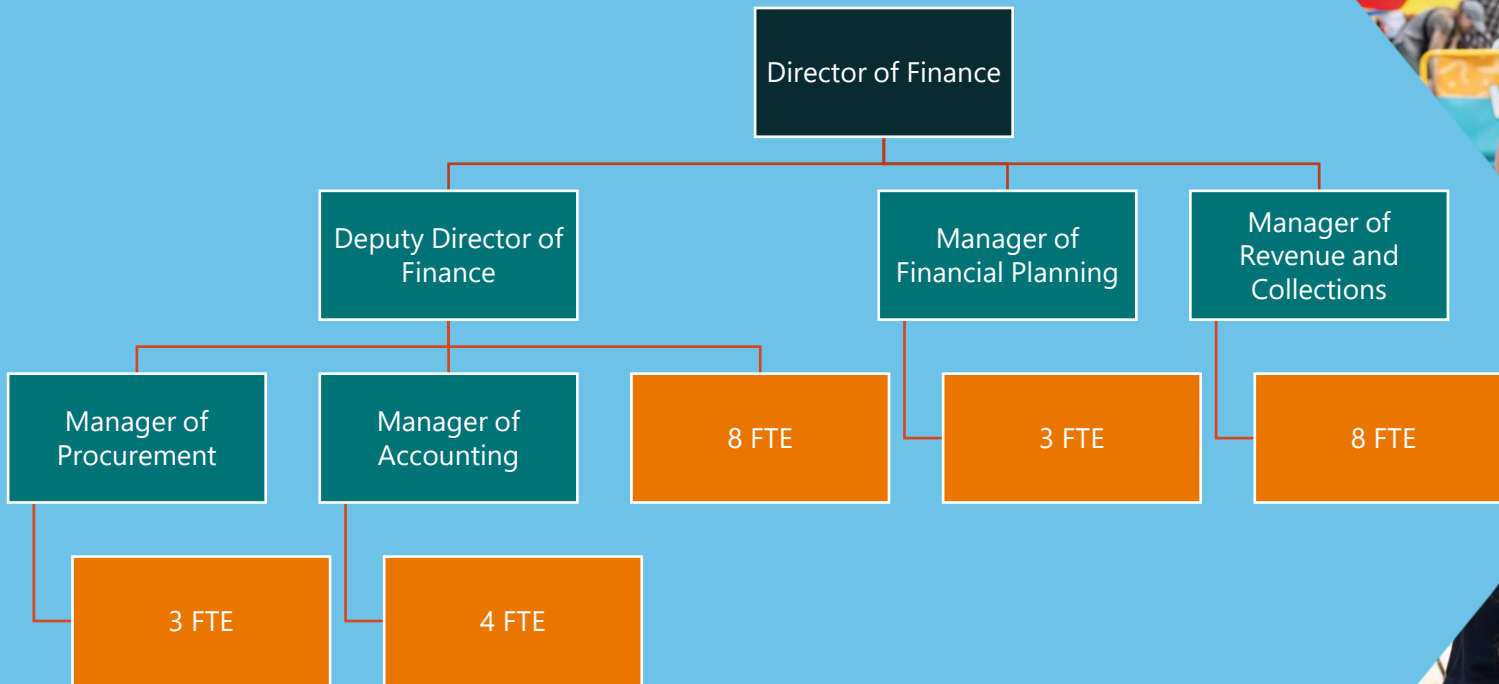 Director of Finance
Deputy Director of
Finance
Manager of
Financial Planning
Manager of
Revenue and
Collections
Manager of
Procurement
Manager of
Accounting
8 FTE
3 FTE
8 FTE
3 FTE
4 FTE